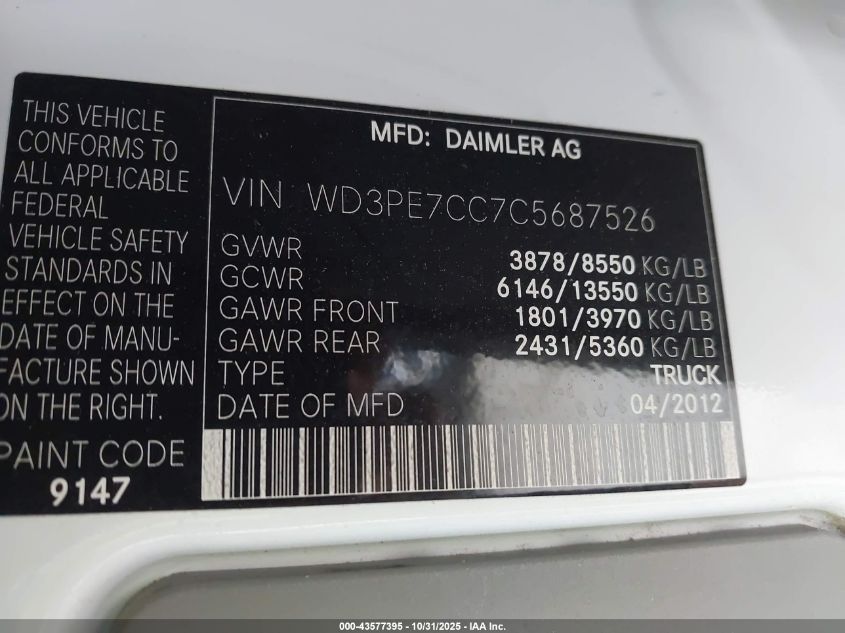 THIS VEHICLE
CONFORMS TO
ALL APPLICABLE
FEDERAL
VEHICLE SAFETY
STANDARDS IN
EFFECT ON THE
DATE OF MANU-
FACTURE SHOWN
ON THE RIGHT.
PAINT CODE
9147
MFD: DAIMLER AG
VIN WD3PE7CC7C5687526
GVWR 3878/8550 KG/LB
GCWR 6146/13550 KG/LB
GAWR FRONT 1801/3970 KG/LB
GAWR REAR 2431/5360 KG/LB
TYPE TRUCK
DATE OF MFD 04/2012
000-43577395 - 10/31/2025 - IAA Inc.